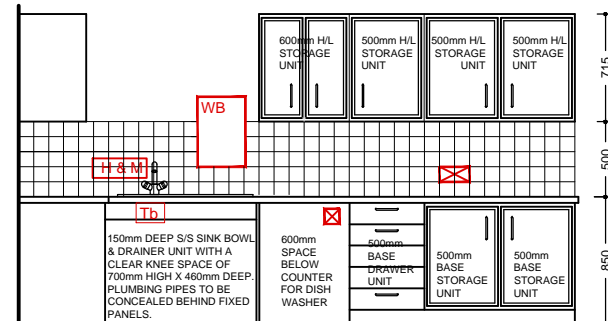 600mm H/L
STORAGE
UNIT
500mm H/L
STORAGE
UNIT
500mm H/L
STORAGE
UNIT
500mm H/L
STORAGE
UNIT
715
WB
500
H & M
Tb
150mm DEEP S/S SINK BOWL
& DRAINER UNIT WITH A
CLEAR KNEE SPACE OF
700mm HIGH X 460mm DEEP.
PLUMBING PIPES TO BE
CONCEALED BEHIND FIXED
PANELS.
600mm
SPACE
BELOW
COUNTER
FOR DISH
WASHER
500mm
BASE
DRAWER
UNIT
500mm
BASE
STORAGE
UNIT
500mm
BASE
STORAGE
UNIT
850